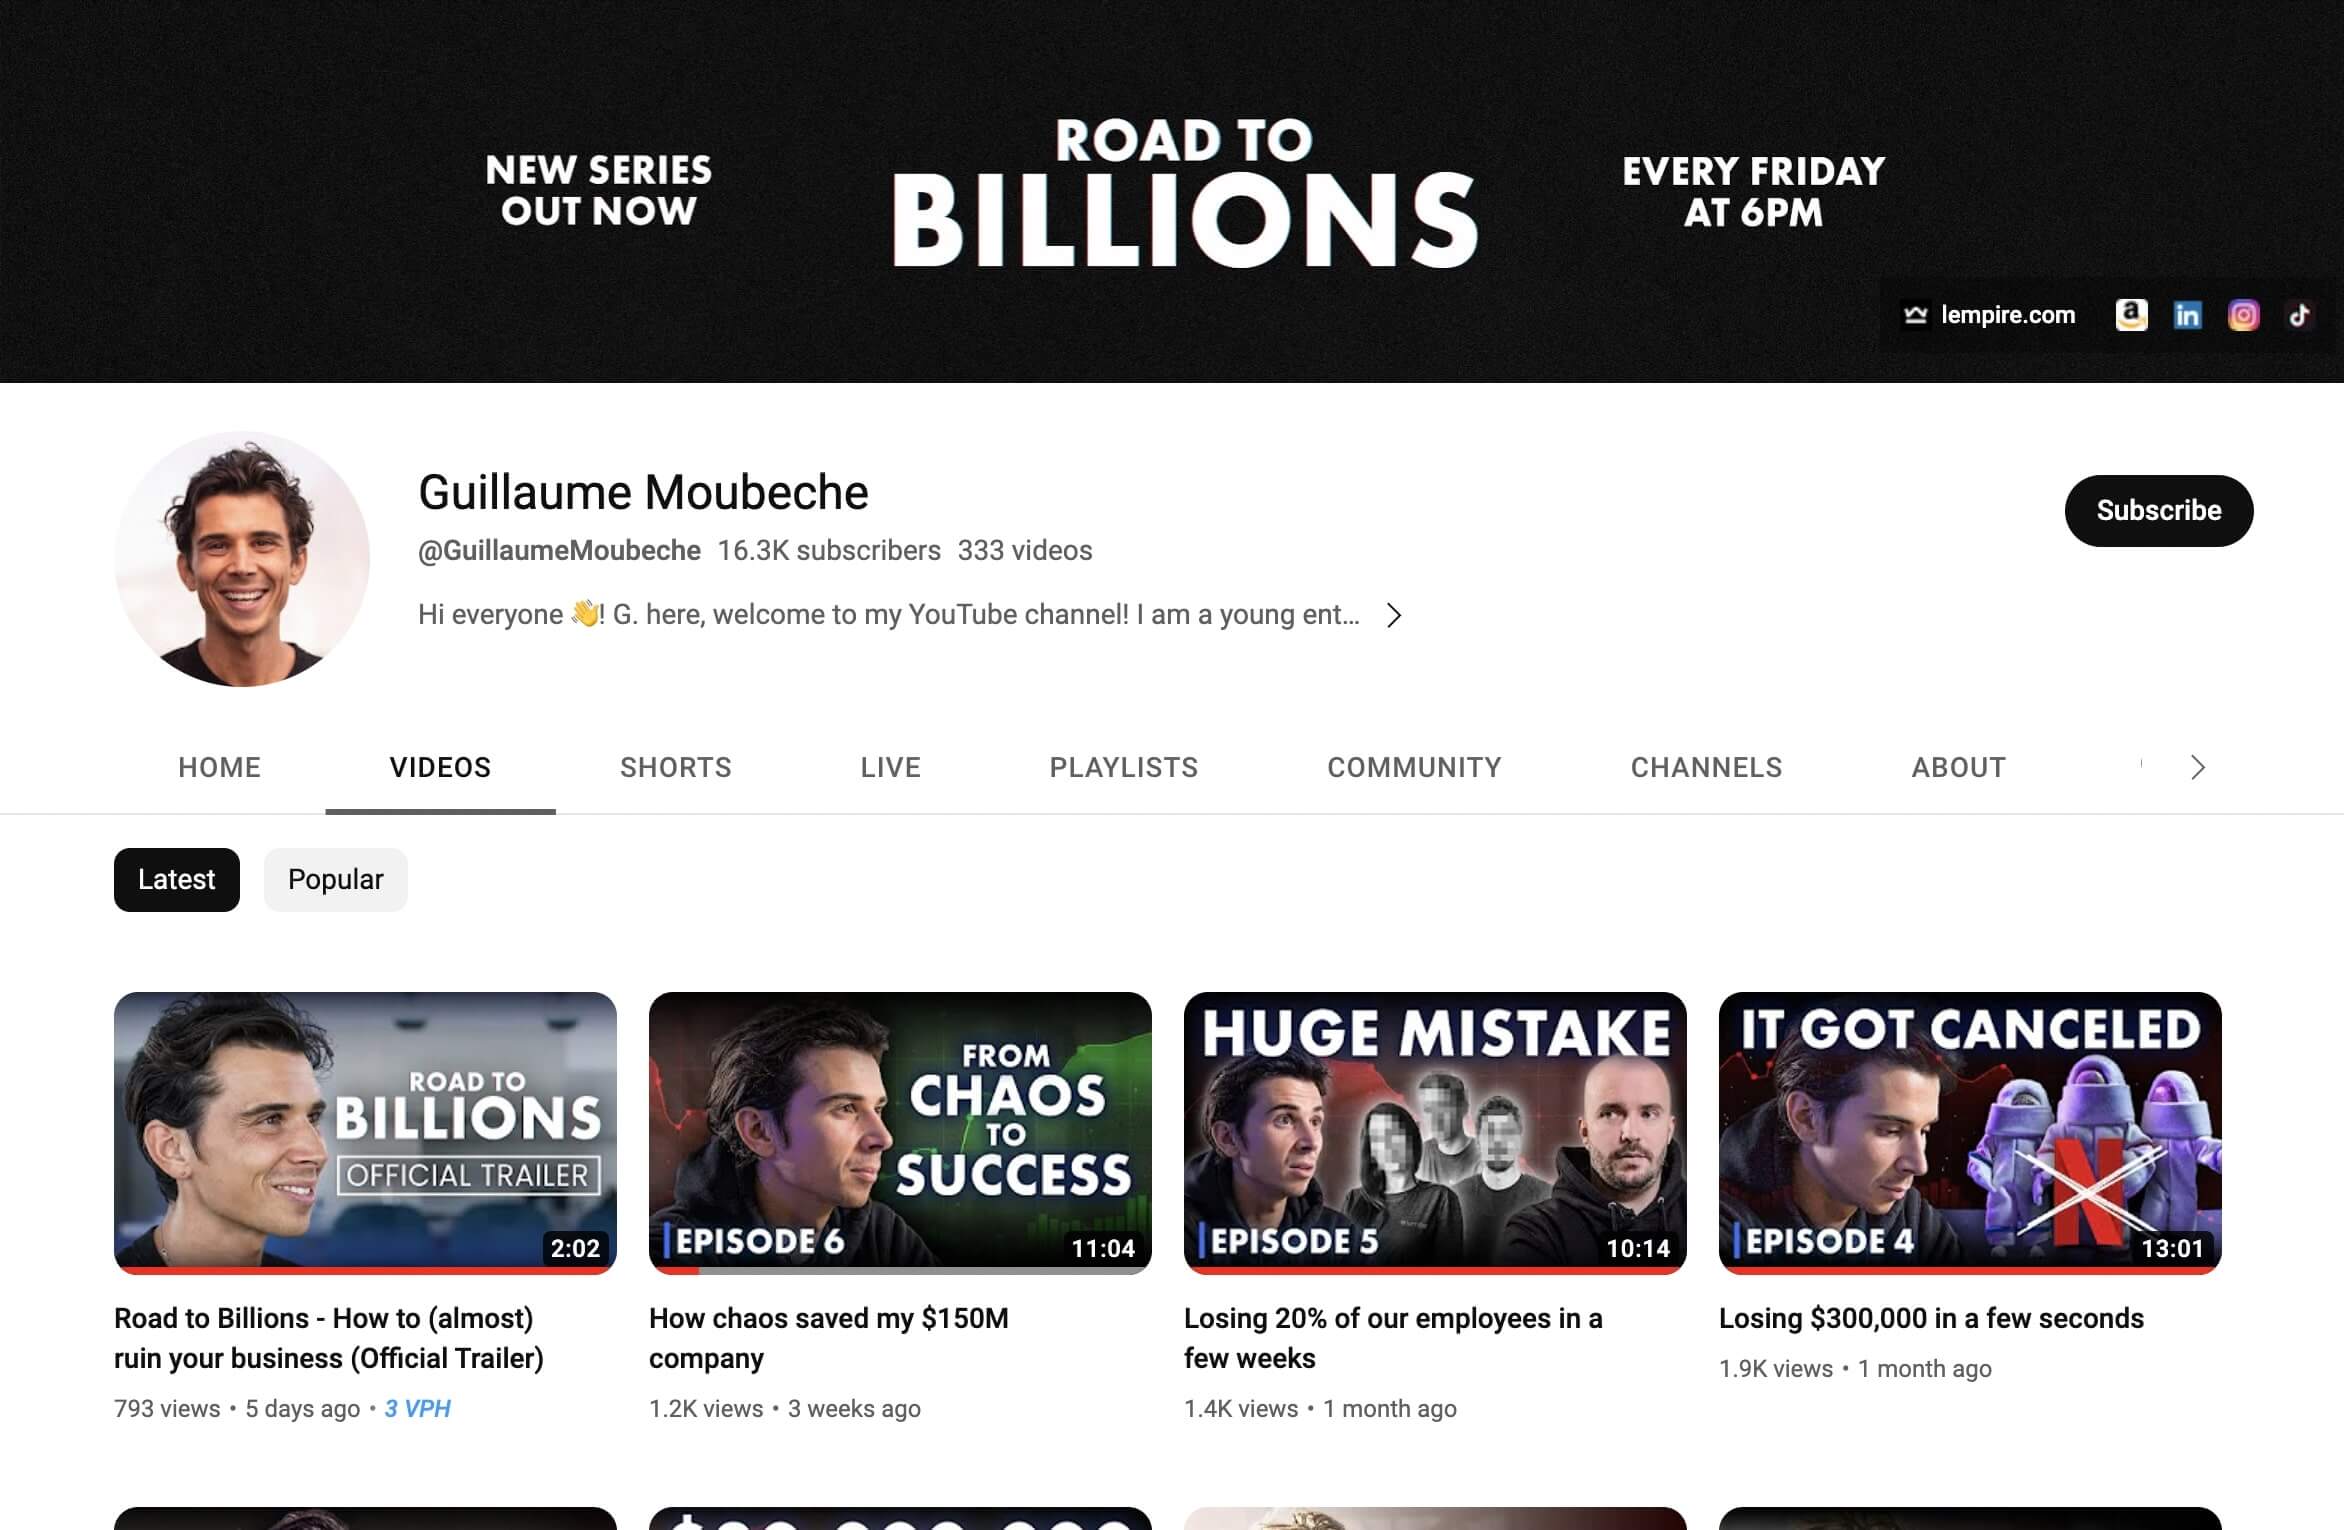 NEW SERIES
OUT NOW
ROAD TO
BILLIONS
EVERY FRIDAY
AT 6PM
lempire.com
Guillaume Moubeche
@GuillaumeMoubeche 16.3K subscribers 333 videos
Hi everyone 👋! G. here, welcome to my YouTube channel! I am a young ent...
Subscribe
HOME VIDEOS SHORTS LIVE PLAYLISTS COMMUNITY CHANNELS ABOUT
Latest Popular
ROAD TO
BILLIONS
OFFICIAL TRAILER
2:02
Road to Billions - How to (almost)
ruin your business (Official Trailer)
793 views • 5 days ago • 3 VPH
FROM
CHAOS
TO
SUCCESS
EPISODE 6
11:04
How chaos saved my $150M
company
1.2K views • 3 weeks ago
HUGE MISTAKE
EPISODE 5
10:14
Losing 20% of our employees in a
few weeks
1.4K views • 1 month ago
IT GOT CANCELED
N
EPISODE 4
13:01
Losing $300,000 in a few seconds
1.9K views • 1 month ago